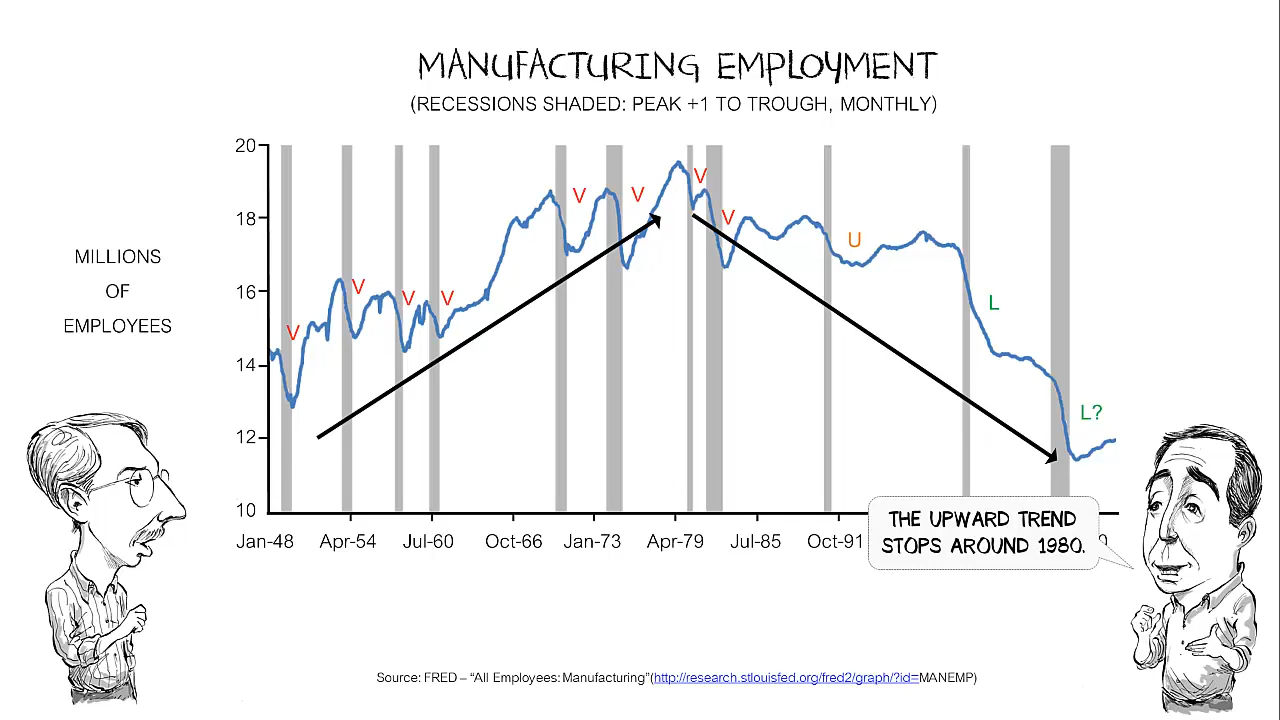 MANUFACTURING EMPLOYMENT
(RECESSIONS SHADED: PEAK +1 TO TROUGH, MONTHLY)
MILLIONS
OF
EMPLOYEES
20
18
16
14
12
10
V
V
V
V
V
V
V
V
U
L
L?
Jan-48
Apr-54
Jul-60
Oct-66
Jan-73
Apr-79
Jul-85
Oct-91
0
THE UPWARD TREND
STOPS AROUND 1980.
Source: FRED – “All Employees: Manufacturing”(http://research.stlouisfed.org/fred2/graph/?id=MANEMP)